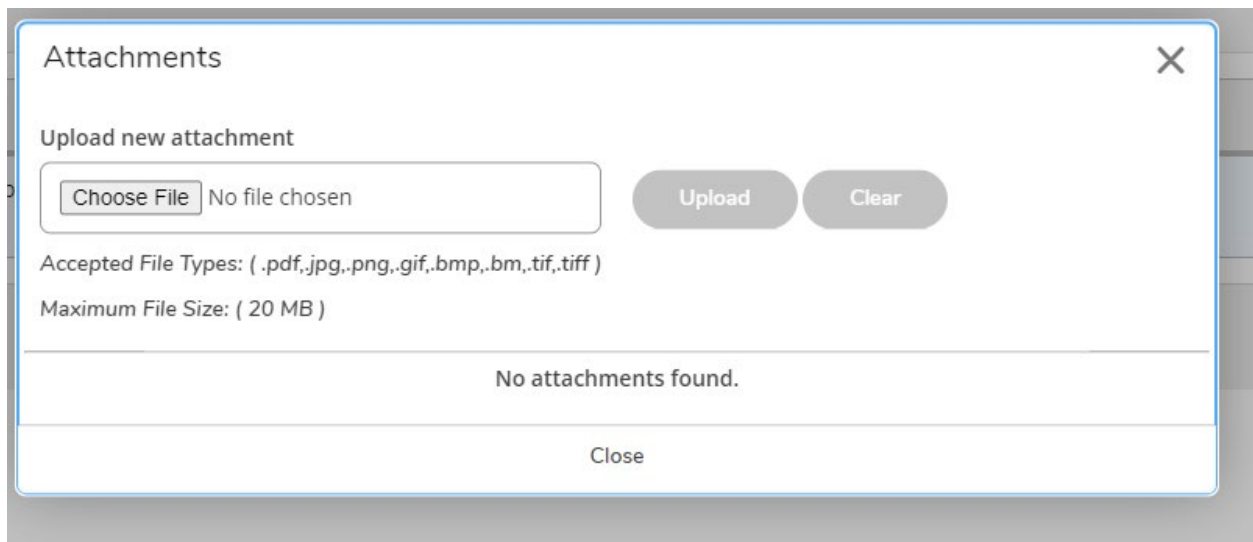 Attachments
Upload new attachment
Choose File No file chosen
Upload
Clear
Accepted File Types: ( .pdf,.jpg,.png,.gif,.bmp,.bm,.tif,.tiff )
Maximum File Size: ( 20 MB )
No attachments found.
Close